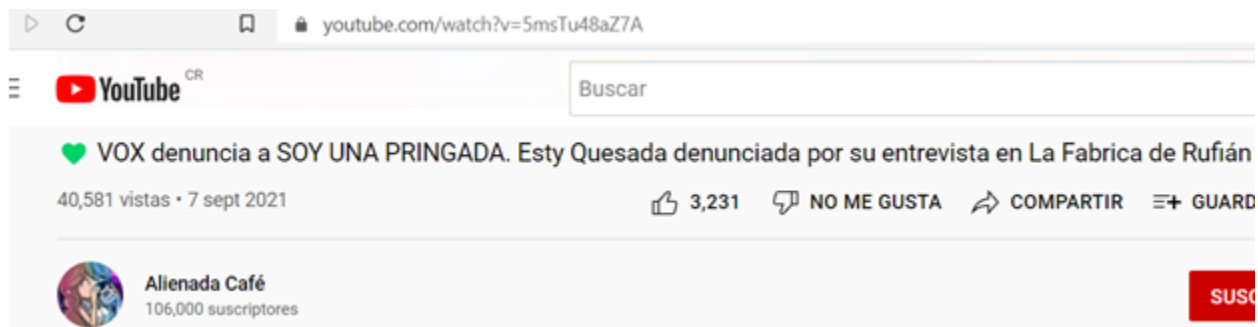 youtube.com/watch?v=5msTu48aZ7A
YouTube CR
Buscar
VOX denuncia a SOY UNA PRINGADA. Esty Quesada denunciada por su entrevista en La Fabrica de Rufián
40,581 vistas • 7 sept 2021
3,231 NO ME GUSTA COMPARTIR GUARD
Alienada Café
106,000 suscriptores
SUSC